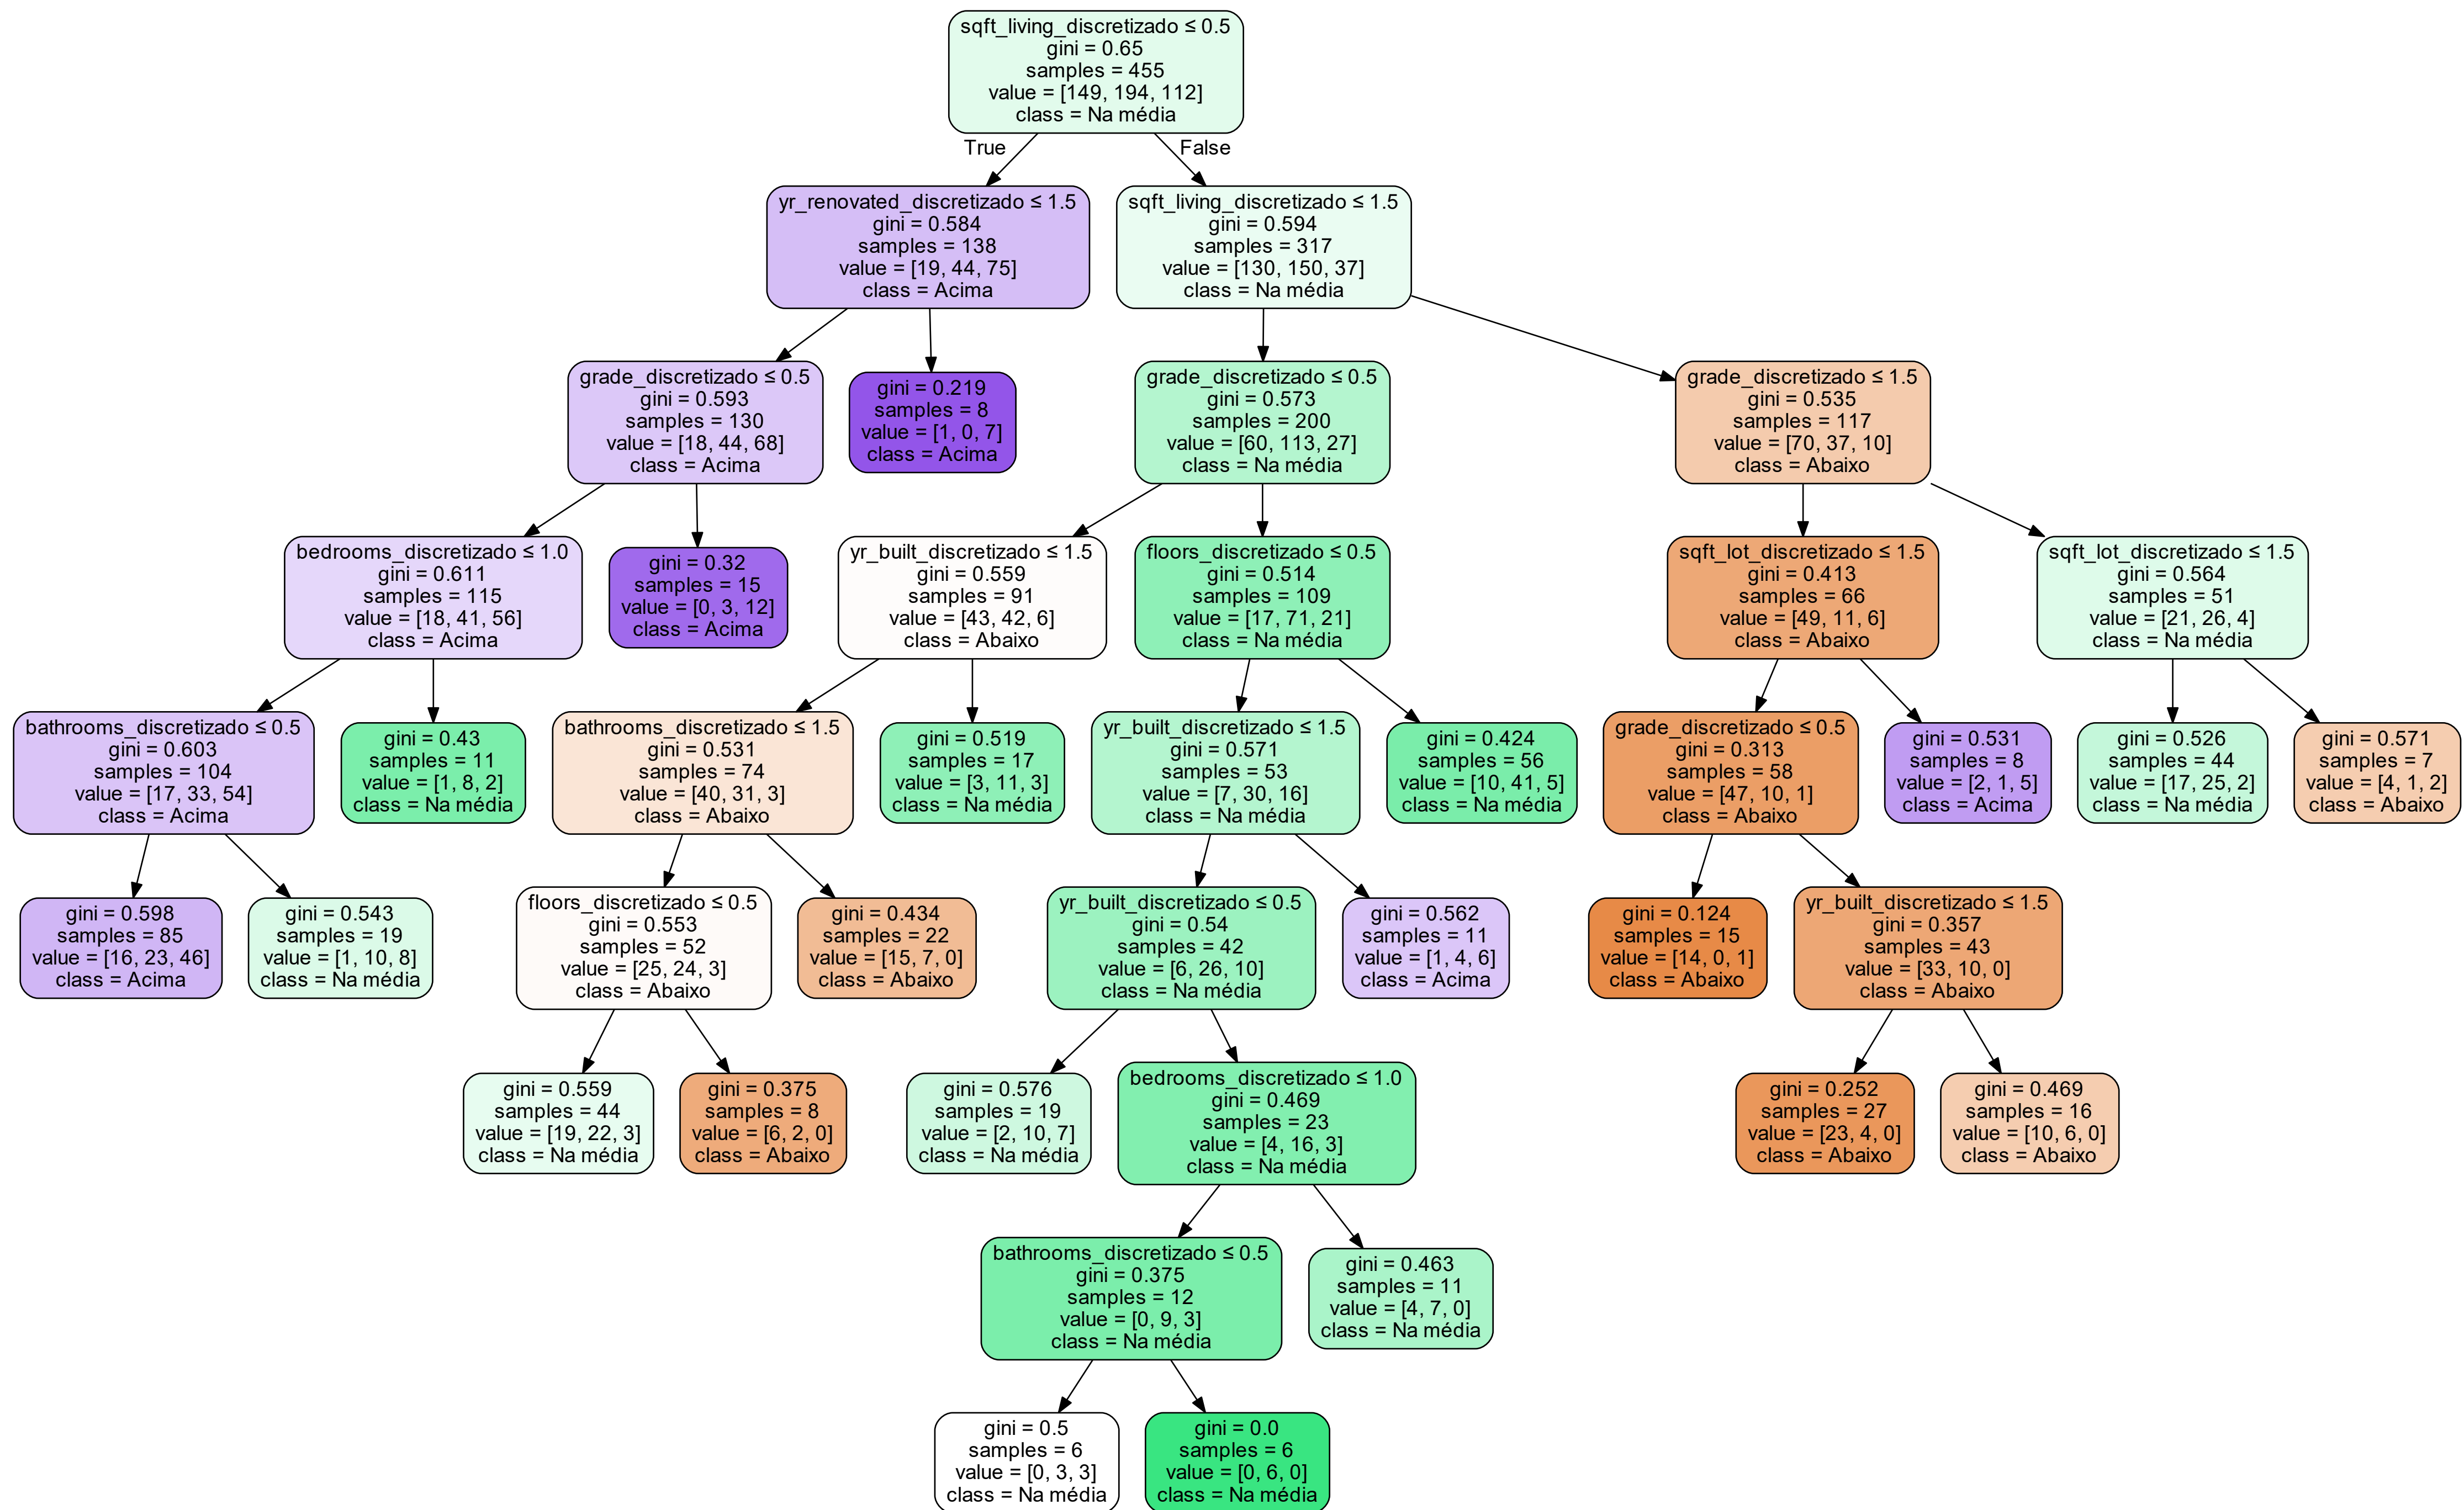 sqft_living_discretizado ≤ 0.5
gini = 0.65
samples = 455
value = [149, 194, 112]
class = Na média
True
False
yr_renovated_discretizado ≤ 1.5
gini = 0.584
samples = 138
value = [19, 44, 75]
class = Acima
sqft_living_discretizado ≤ 1.5
gini = 0.594
samples = 317
value = [130, 150, 37]
class = Na média
grade_discretizado ≤ 0.5
gini = 0.593
samples = 130
value = [18, 44, 68]
class = Acima
gini = 0.219
samples = 8
value = [1, 0, 7]
class = Acima
grade_discretizado ≤ 0.5
gini = 0.573
samples = 200
value = [60, 113, 27]
class = Na média
grade_discretizado ≤ 1.5
gini = 0.535
samples = 117
value = [70, 37, 10]
class = Abaixo
bedrooms_discretizado ≤ 1.0
gini = 0.611
samples = 115
value = [18, 41, 56]
class = Acima
gini = 0.32
samples = 15
value = [0, 3, 12]
class = Acima
yr_built_discretizado ≤ 1.5
gini = 0.559
samples = 91
value = [43, 42, 6]
class = Abaixo
floors_discretizado ≤ 0.5
gini = 0.514
samples = 109
value = [17, 71, 21]
class = Na média
sqft_lot_discretizado ≤ 1.5
gini = 0.413
samples = 66
value = [49, 11, 6]
class = Abaixo
sqft_lot_discretizado ≤ 1.5
gini = 0.564
samples = 51
value = [21, 26, 4]
class = Na média
bathrooms_discretizado ≤ 0.5
gini = 0.603
samples = 104
value = [17, 33, 54]
class = Acima
gini = 0.43
samples = 11
value = [1, 8, 2]
class = Na média
bathrooms_discretizado ≤ 1.5
gini = 0.531
samples = 74
value = [40, 31, 3]
class = Abaixo
gini = 0.519
samples = 17
value = [3, 11, 3]
class = Na média
yr_built_discretizado ≤ 1.5
gini = 0.571
samples = 53
value = [7, 30, 16]
class = Na média
gini = 0.424
samples = 56
value = [10, 41, 5]
class = Na média
grade_discretizado ≤ 0.5
gini = 0.313
samples = 58
value = [47, 10, 1]
class = Abaixo
gini = 0.531
samples = 8
value = [2, 1, 5]
class = Acima
gini = 0.526
samples = 44
value = [17, 25, 2]
class = Na média
gini = 0.571
samples = 7
value = [4, 1, 2]
class = Abaixo
gini = 0.598
samples = 85
value = [16, 23, 46]
class = Acima
gini = 0.543
samples = 19
value = [1, 10, 8]
class = Na média
floors_discretizado ≤ 0.5
gini = 0.553
samples = 52
value = [25, 24, 3]
class = Abaixo
gini = 0.434
samples = 22
value = [15, 7, 0]
class = Abaixo
yr_built_discretizado ≤ 0.5
gini = 0.54
samples = 42
value = [6, 26, 10]
class = Na média
gini = 0.562
samples = 11
value = [1, 4, 6]
class = Acima
gini = 0.124
samples = 15
value = [14, 0, 1]
class = Abaixo
yr_built_discretizado ≤ 1.5
gini = 0.357
samples = 43
value = [33, 10, 0]
class = Abaixo
gini = 0.559
samples = 44
value = [19, 22, 3]
class = Na média
gini = 0.375
samples = 8
value = [6, 2, 0]
class = Abaixo
gini = 0.576
samples = 19
value = [2, 10, 7]
class = Na média
bedrooms_discretizado ≤ 1.0
gini = 0.469
samples = 23
value = [4, 16, 3]
class = Na média
gini = 0.252
samples = 27
value = [23, 4, 0]
class = Abaixo
gini = 0.469
samples = 16
value = [10, 6, 0]
class = Abaixo
bathrooms_discretizado ≤ 0.5
gini = 0.375
samples = 12
value = [0, 9, 3]
class = Na média
gini = 0.463
samples = 11
value = [4, 7, 0]
class = Na média
gini = 0.5
samples = 6
value = [0, 3, 3]
class = Na média
gini = 0.0
samples = 6
value = [0, 6, 0]
class = Na média